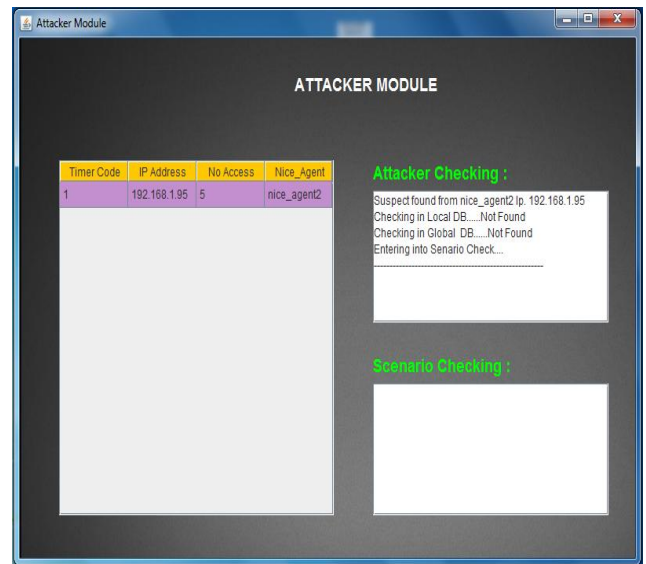 Attacker Module
ATTACKER MODULE
Timer Code IP Address No Access Nice_Agent
1 192.168.1.95 5 nice_agent2
Attacker Checking :
Suspect found from nice_agent2 Ip. 192.168.1.95
Checking in Local DB.....Not Found
Checking in Global DB.....Not Found
Entering into Senario Check....
------------------------------------------------------
Scenario Checking :